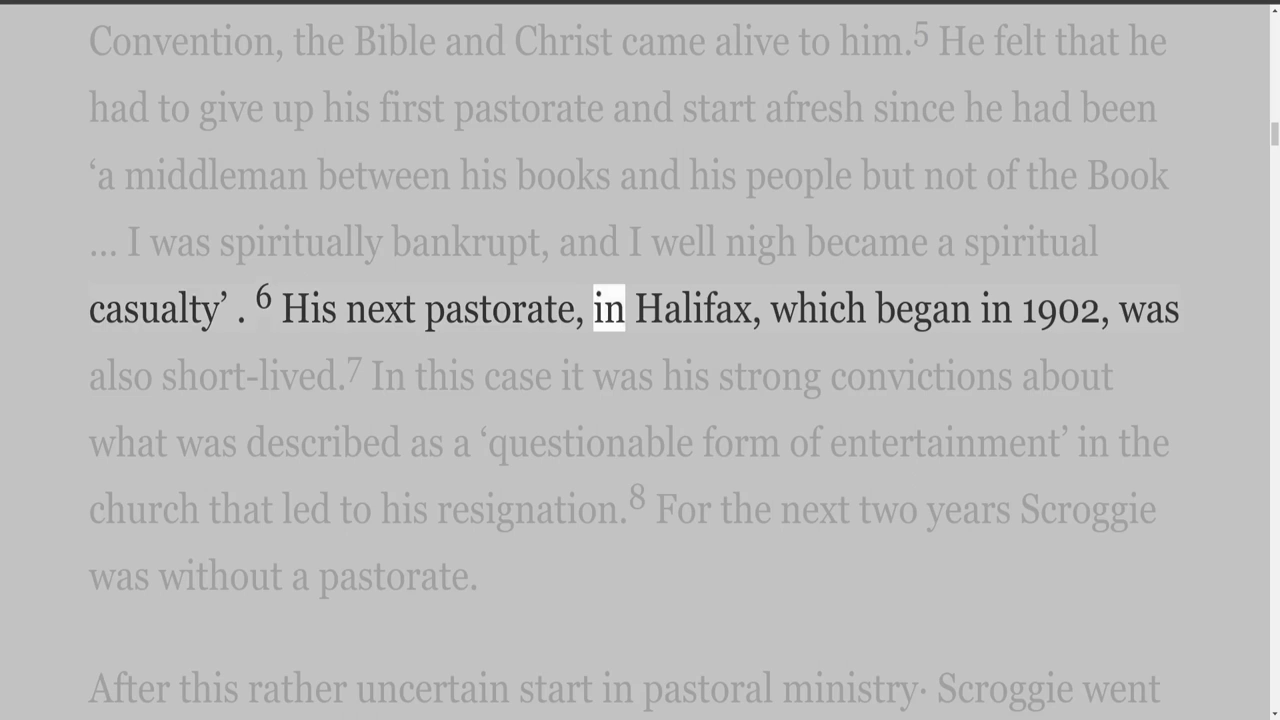 Convention, the Bible and Christ came alive to him.5 He felt that he
had to give up his first pastorate and start afresh since he had been
‘a middleman between his books and his people but not of the Book
... I was spiritually bankrupt, and I well nigh became a spiritual
casualty’ . 6 His next pastorate, in Halifax, which began in 1902, was
also short-lived.7 In this case it was his strong convictions about
what was described as a ‘questionable form of entertainment’ in the
church that led to his resignation.8 For the next two years Scroggie
was without a pastorate.
After this rather uncertain start in pastoral ministry· Scroggie went